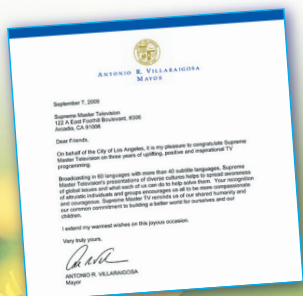 ANTONIO R. VILLARAIGOSA
MAYOR
September 7, 2009
Supreme Master Television
122 A East Foothill Boulevard, #306
Arcadia, CA 91006
Dear Friends,
On behalf of the City of Los Angeles, it is my pleasure to congratulate Supreme
Master Television on three years of uplifting, positive and inspirational TV
programming.
Broadcasting in 60 languages with more than 40 subtitle languages, Supreme
Master Television's presentations of diverse cultures helps to spread awareness
of global issues and what each of us can do to help solve them. Your recognition
of altruistic individuals and groups encourages us all to be more compassionate
and courageous. Supreme Master TV reminds us of our shared humanity and
our common commitment to building a better world for ourselves and our
children.
I extend my warmest wishes on this joyous occasion.
Very truly yours,
ANTONIO R. VILLARAIGOSA
Mayor